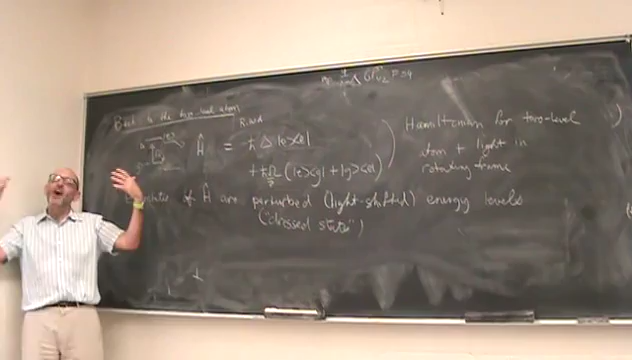 Back to the two-level atom
R.W.A
Ĥ = ħ Δ |e><e|
+ ħΩ/2 (|e><g| + |g><e|)
Hamiltonian for two-level
atom + light in
rotating frame
of Ĥ are perturbed (light-shifted) energy levels
("dressed states")